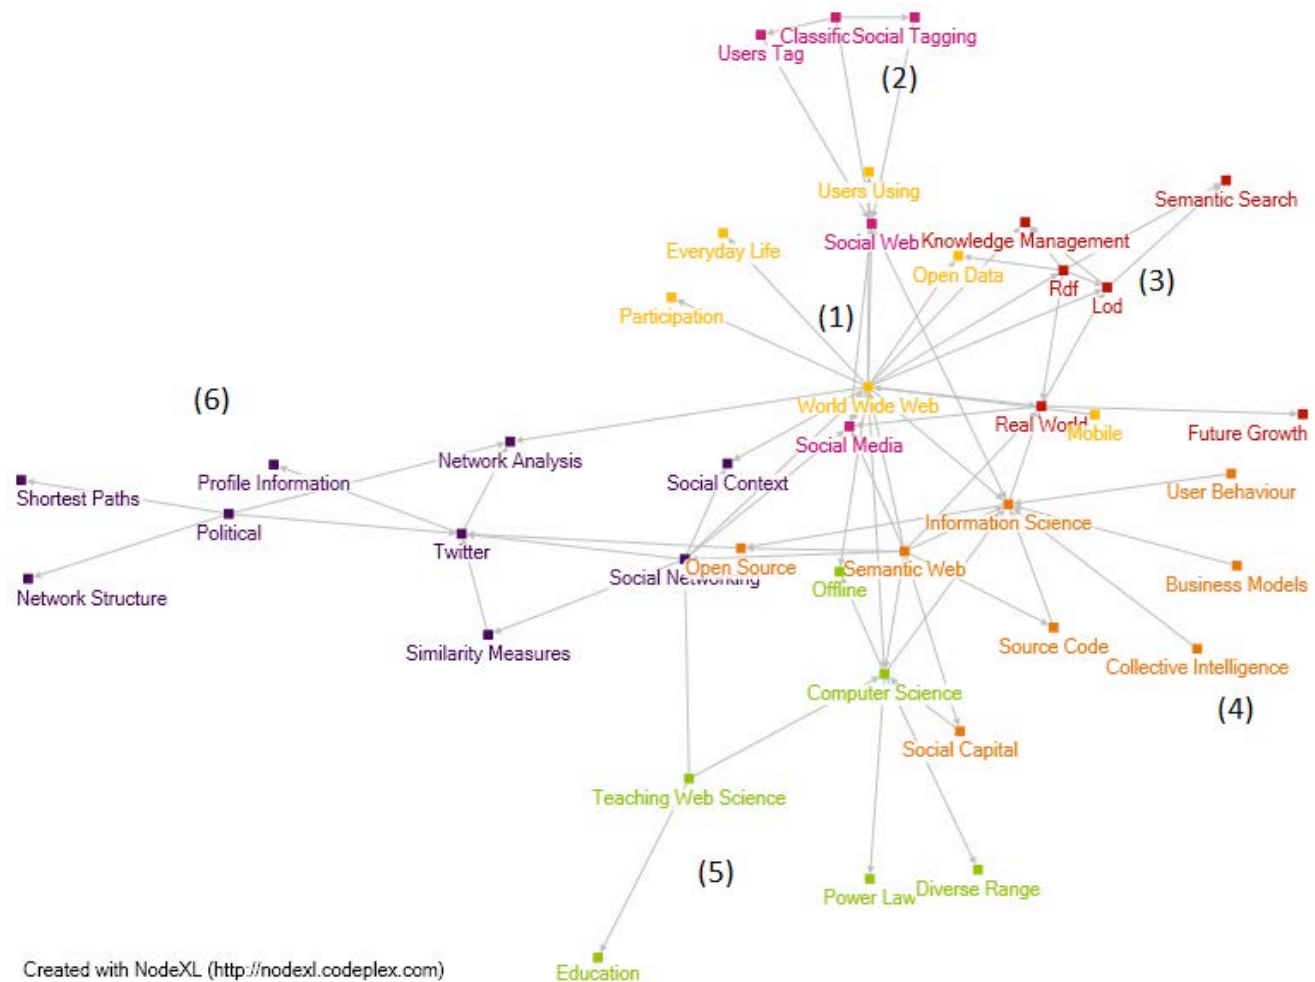 Classific
Social Tagging
Users Tag
(2)
Users Using
Semantic Search
Social Web
Knowledge Management
Everyday Life
Open Data
Rdf
(3)
Lod
Participation
(1)
(6)
World Wide Web
Real World
Mobile
Future Growth
Social Media
Network Analysis
Profile Information
Social Context
Shortest Paths
User Behaviour
Political
Information Science
Twitter
Open Source
Semantic Web
Social Networking
Offline
Business Models
Network Structure
Similarity Measures
Source Code
Collective Intelligence
Computer Science
(4)
Social Capital
Teaching Web Science
(5)
Power Law
Diverse Range
Created with NodeXL (http://nodexl.codeplex.com)
Education